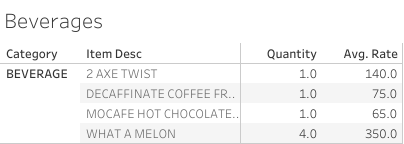 Beverages
Category Item Desc Quantity Avg. Rate
BEVERAGE 2 AXE TWIST 1.0 140.0
DECAFFINATE COFFEE FR.. 1.0 75.0
MOCAFE HOT CHOCOLATE.. 1.0 65.0
WHAT A MELON 4.0 350.0